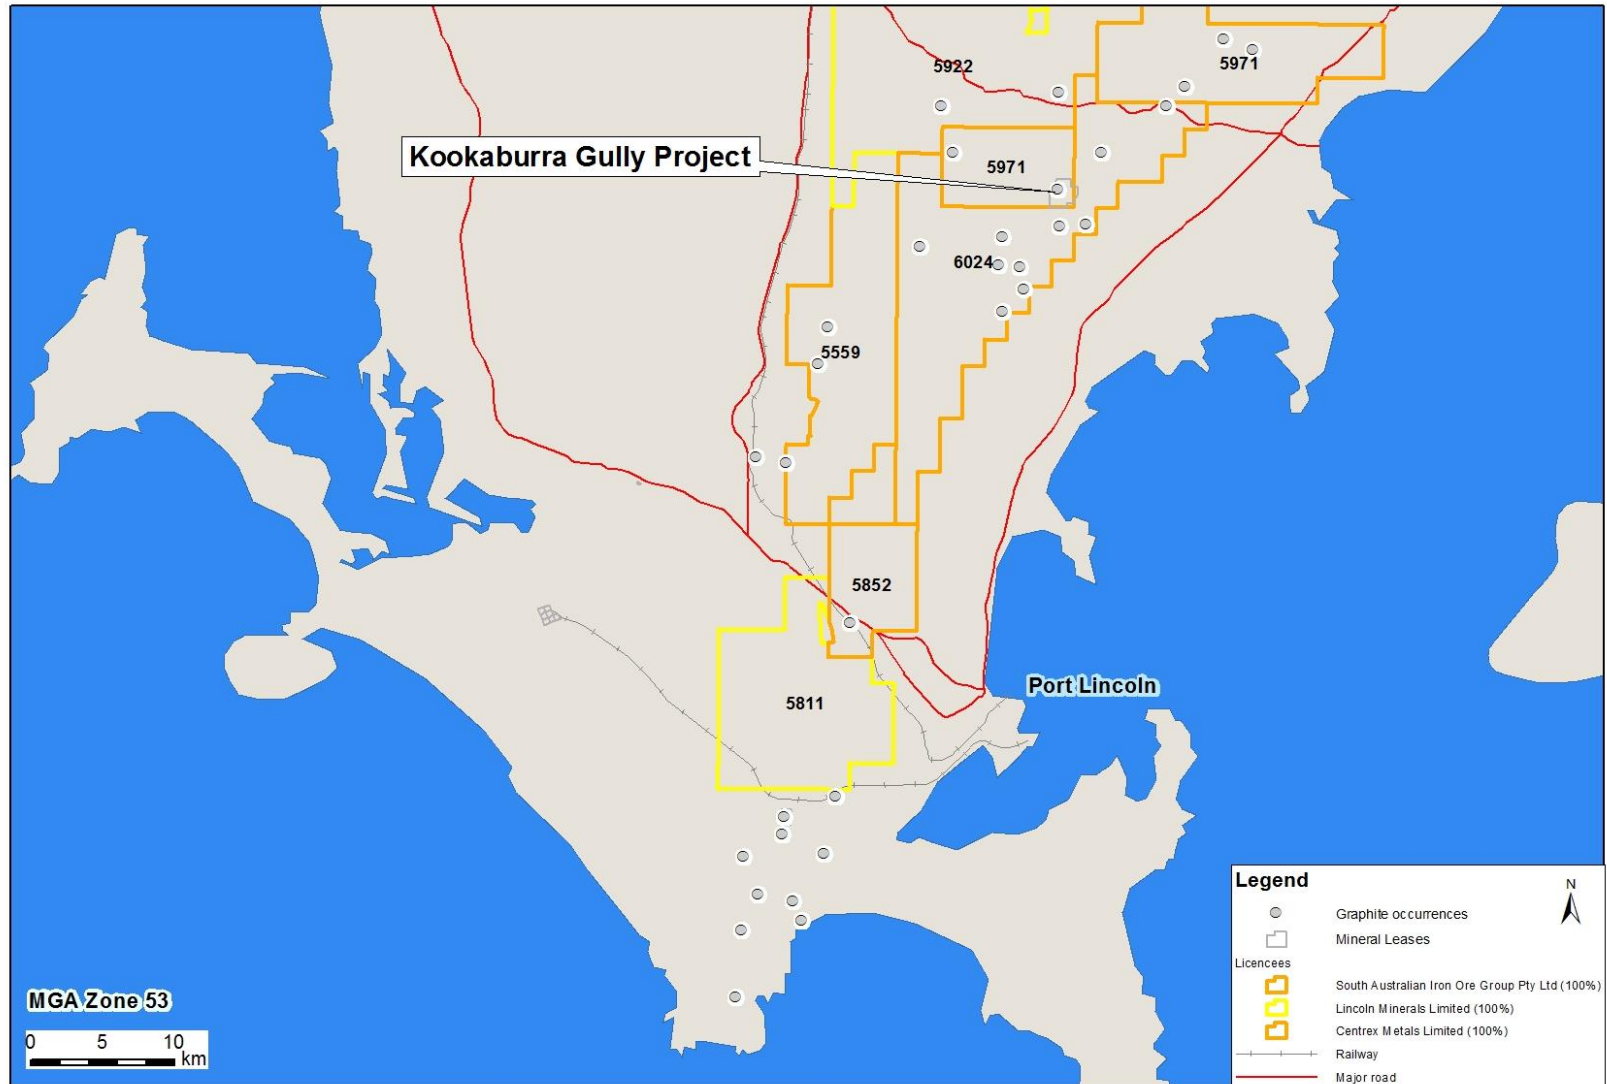 5922
5971
Kookaburra Gully Project
5971
6024
5559
5852
Port Lincoln
5811
MGA Zone 53
0 5 10
km
Legend
N
Graphite occurrences
Mineral Leases
Licencees
South Australian Iron Ore Group Pty Ltd (100%)
Lincoln Minerals Limited (100%)
Centrex Metals Limited (100%)
Railway
Major road